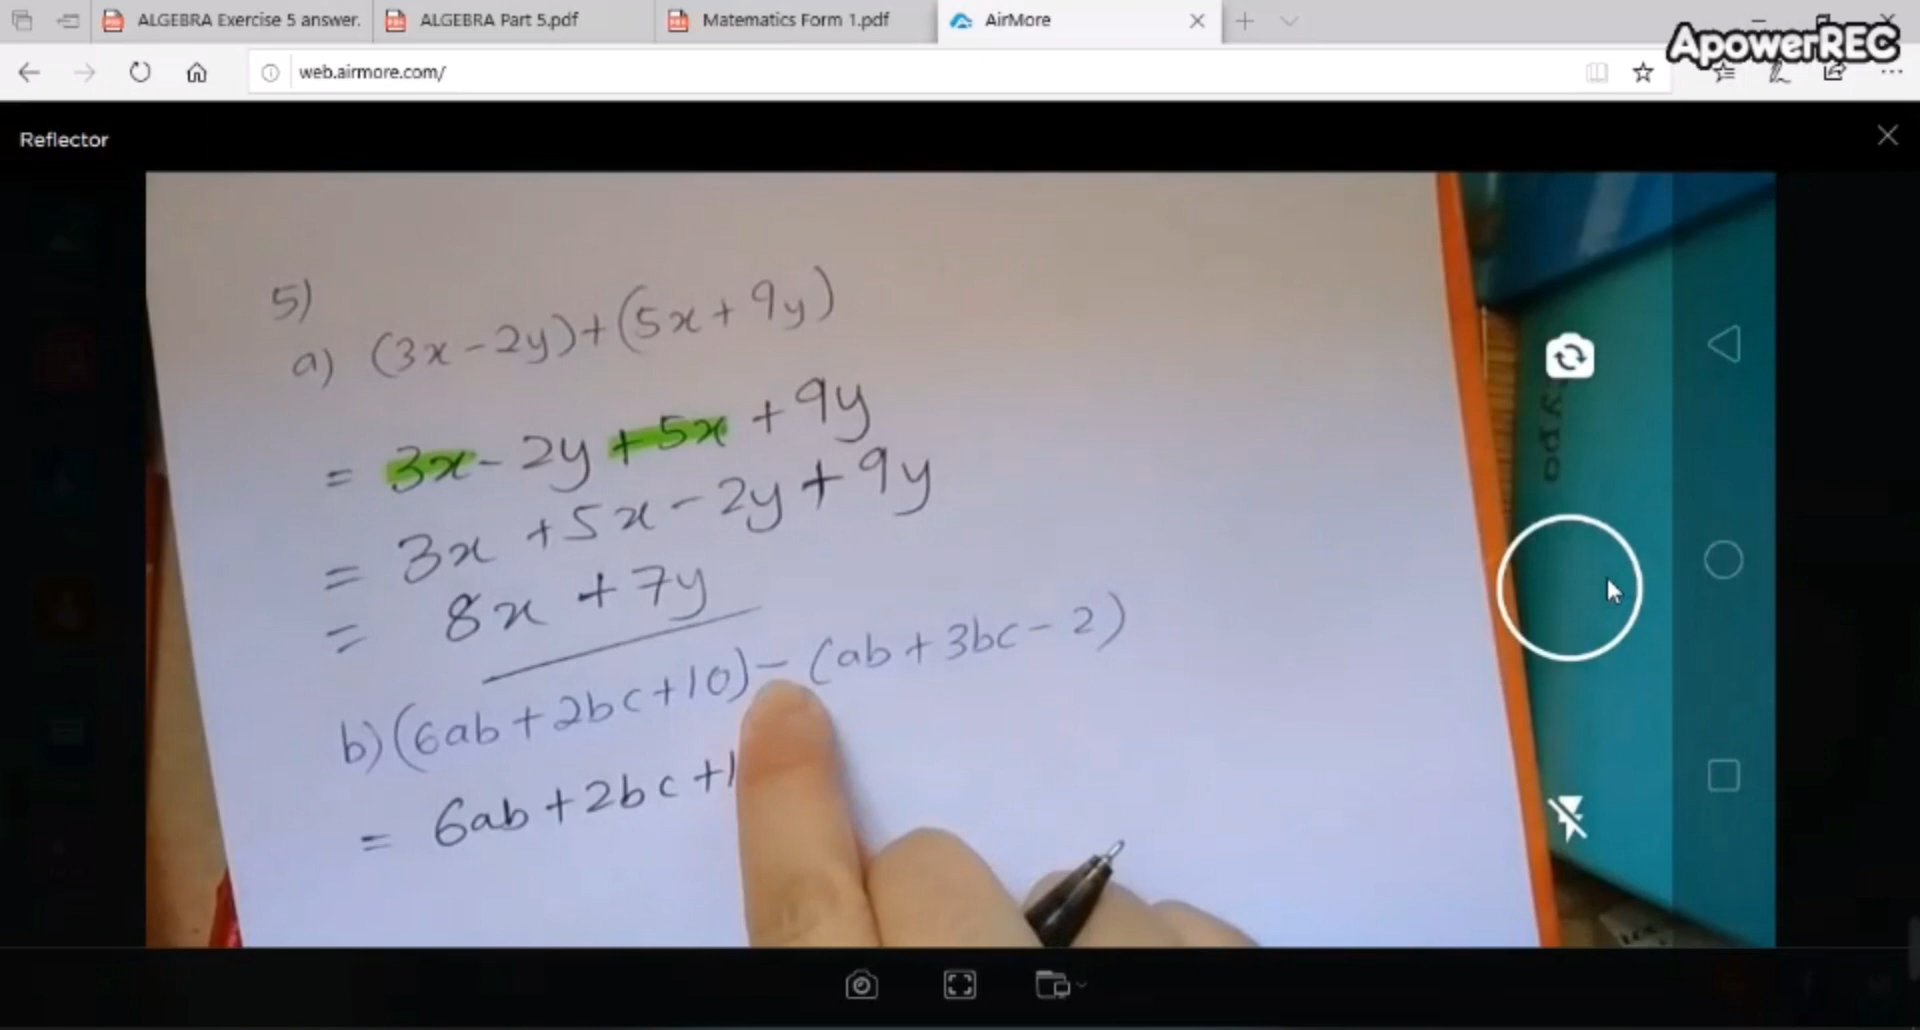 ALGEBRA Exercise 5 answer.
ALGEBRA Part 5.pdf
Matematics Form 1.pdf
AirMore
ApowerREC
web.airmore.com/
Reflector
5)
a) (3x-2y)+(5x+9y)
= 3x-2y+5x+9y
= 3x+5x-2y+9y
= 8x+7y
b)(6ab+2bc+10)-(ab+3bc-2)
= 6ab+2bc+1